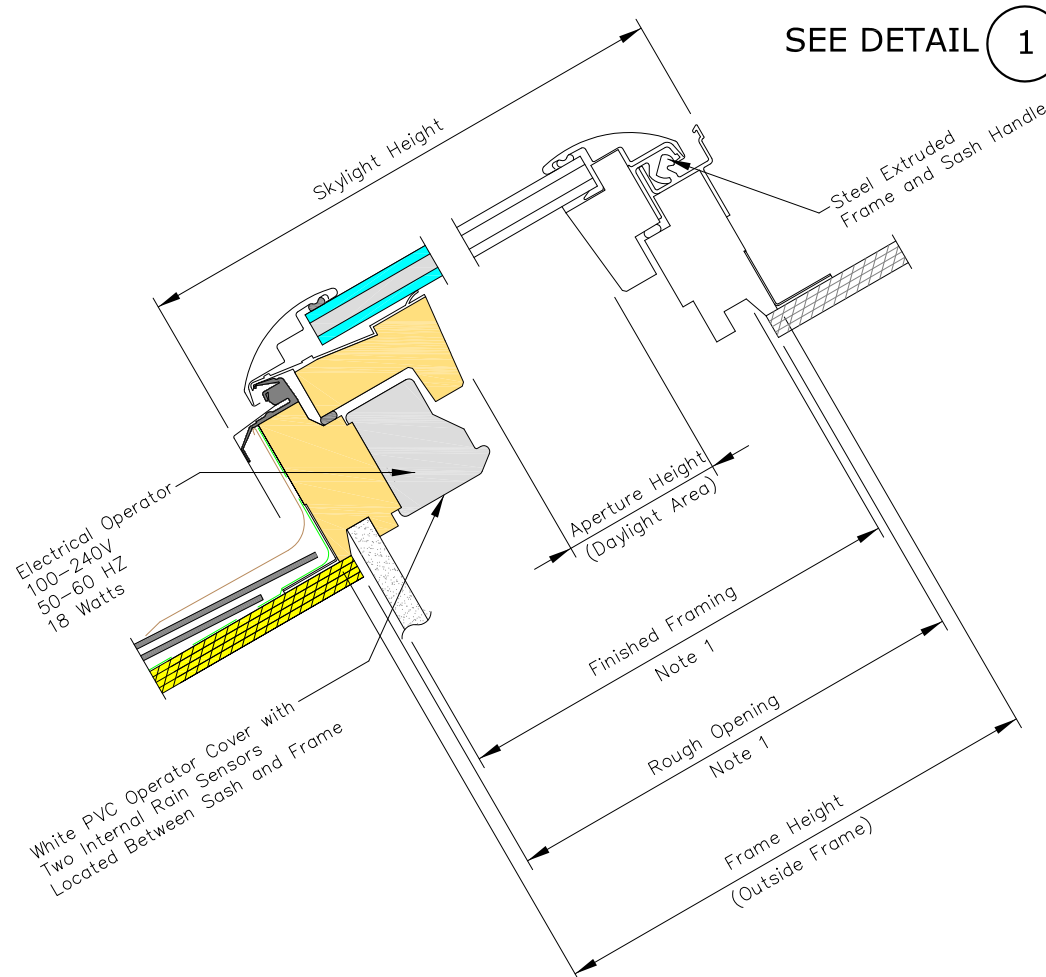 SEE DETAIL 1
Skylight Height
Steel Extruded
Frame and Sash Handle
Electrical Operator
100-240V
50-60 HZ
18 Watts
Aperture Height
(Daylight Area)
Finished Framing
Note 1
Rough Opening
Note 1
Frame Height
(Outside Frame)
White PVC Operator Cover with
Two Internal Rain Sensors
Located Between Sash and Frame